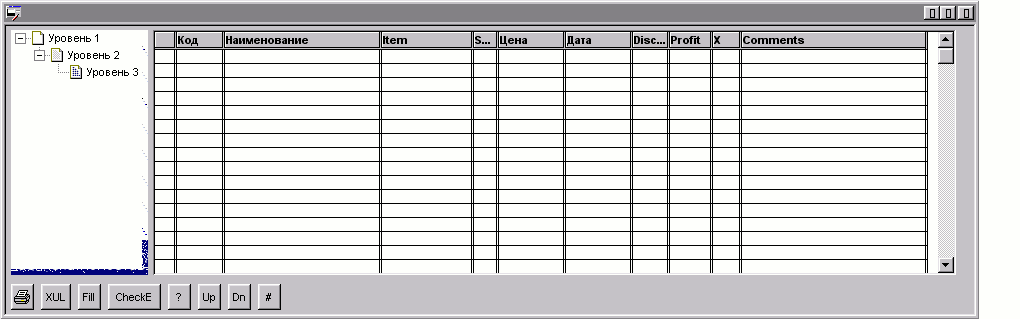 Уровень 1
Уровень 2
Уровень 3
Код Наименование Item S... Цена Дата Disc... Profit X Comments
XUL Fill CheckE ? Up Dn #